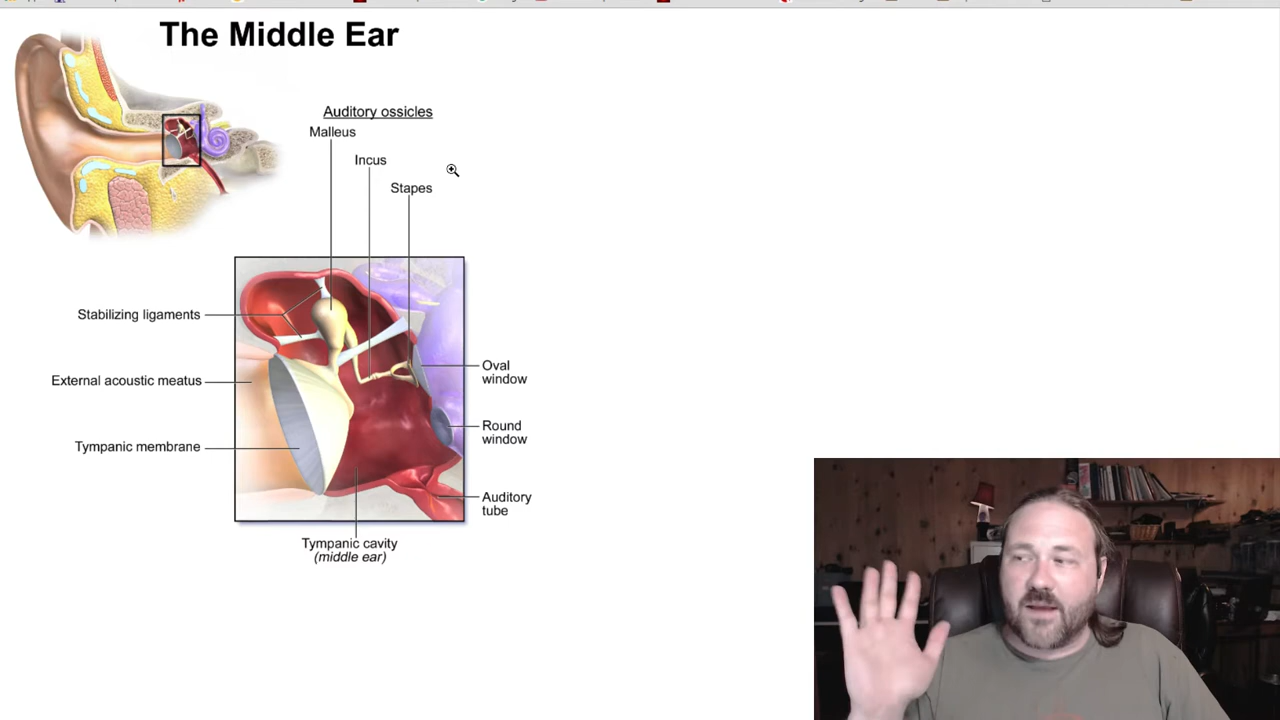 The Middle Ear
Auditory ossicles
Malleus
Incus
Stapes
Stabilizing ligaments
External acoustic meatus
Tympanic membrane
Oval
window
Round
window
Auditory
tube
Tympanic cavity
(middle ear)